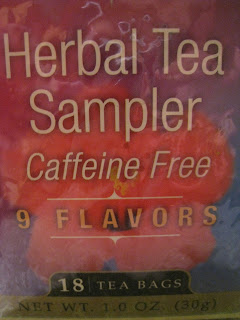 Herbal Tea
Sampler
Caffeine Free
9 FLAVORS
18 TEA BAGS
NET WT. 1.0 OZ. (30g)